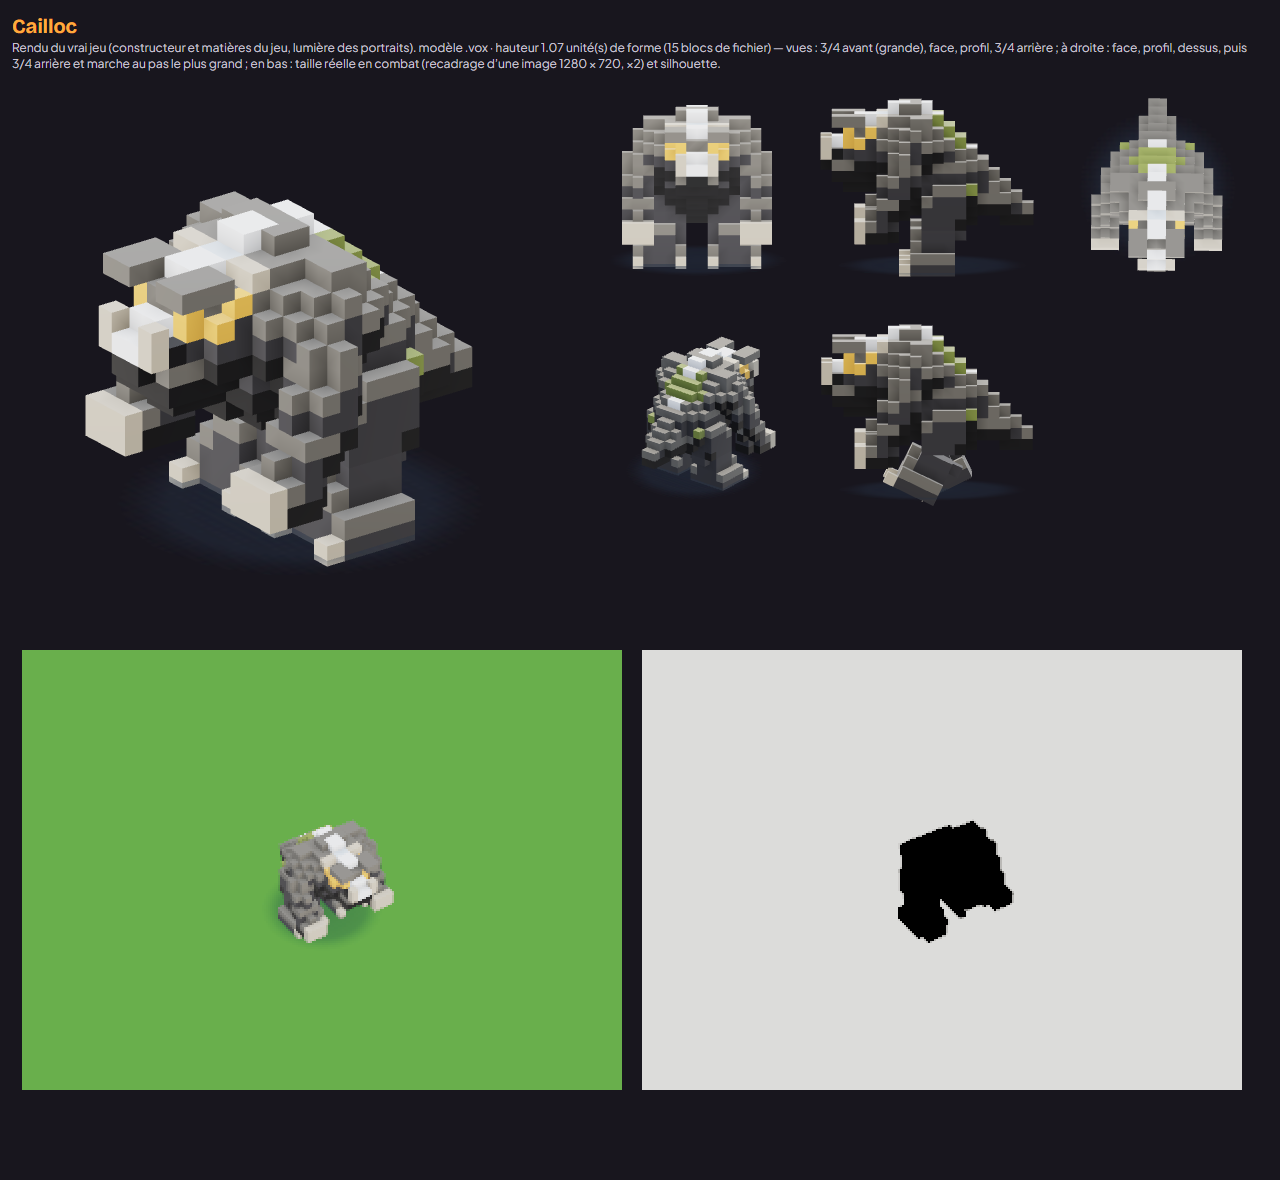 Cailloc
Rendu du vrai jeu (constructeur et matières du jeu, lumière des portraits). modèle .vox · hauteur 1.07 unité(s) de forme (15 blocs de fichier) — vues : 3/4 avant (grande), face, profil, 3/4 arrière ; à droite : face, profil, dessus, puis
3/4 arrière et marche au pas le plus grand ; en bas : taille réelle en combat (recadrage d'une image 1280 × 720, ×2) et silhouette.